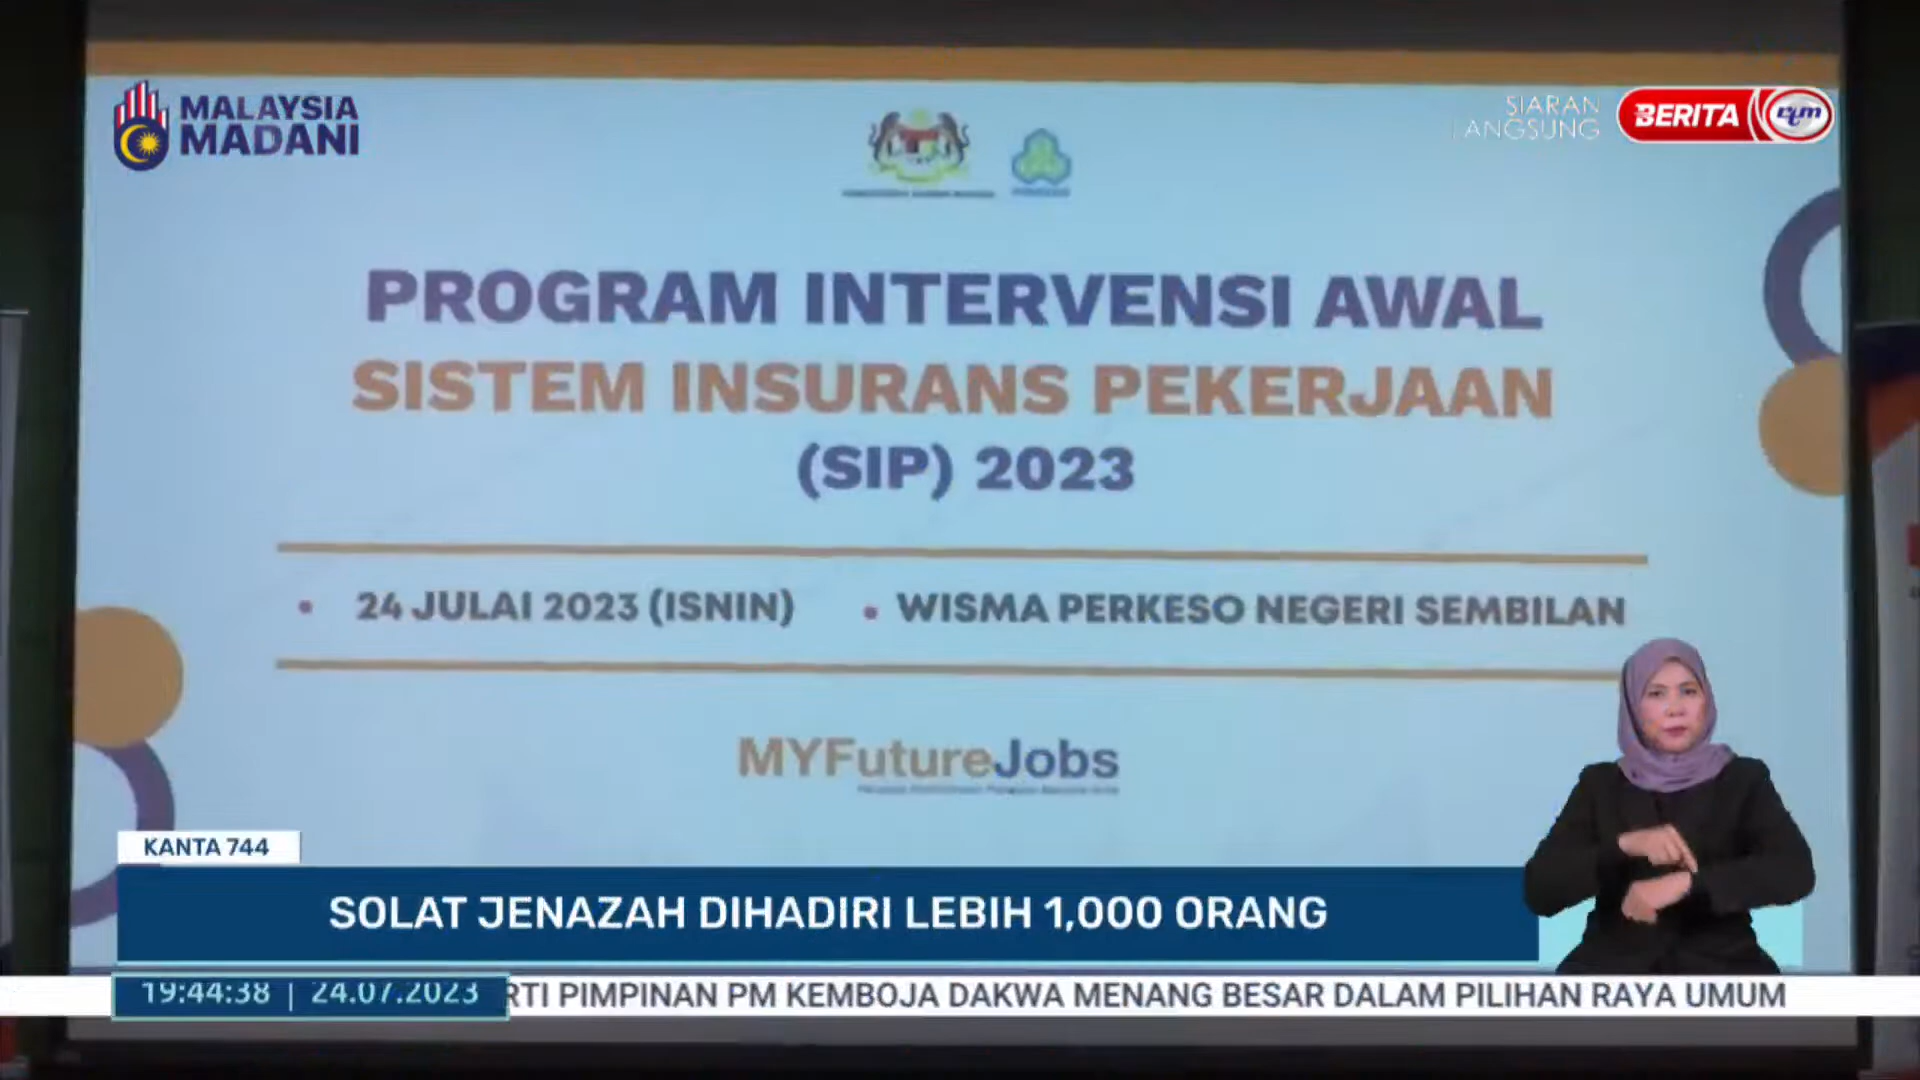 MALAYSIA
MADANI
SIARAN
LANGSUNG
BERITA rtm
PROGRAM INTERVENSI AWAL
SISTEM INSURANS PEKERJAAN
(SIP) 2023
• 24 JULAI 2023 (ISNIN) • WISMA PERKESO NEGERI SEMBILAN
MYFutureJobs
KANTA 744
SOLAT JENAZAH DIHADIRI LEBIH 1,000 ORANG
19:44:38 | 24.07.2023 RTI PIMPINAN PM KEMBOJA DAKWA MENANG BESAR DALAM PILIHAN RAYA UMUM